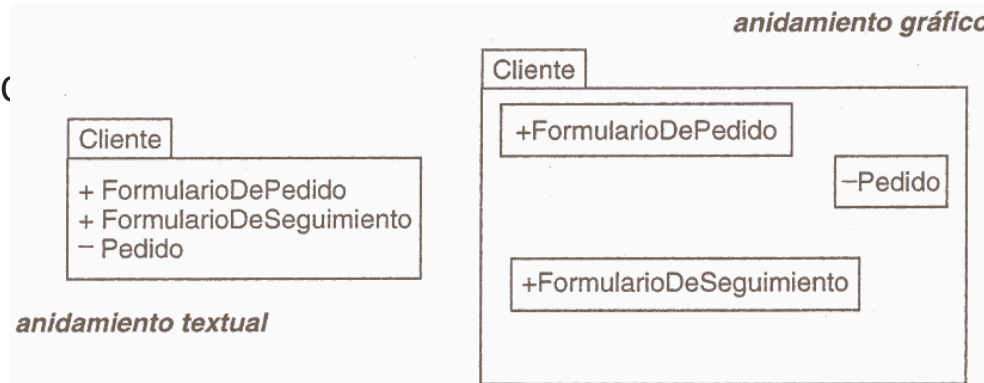 anidamiento gráfico
Cliente
+ FormularioDePedido
+ FormularioDeSeguimiento
− Pedido
anidamiento textual
Cliente
+FormularioDePedido
−Pedido
+FormularioDeSeguimiento